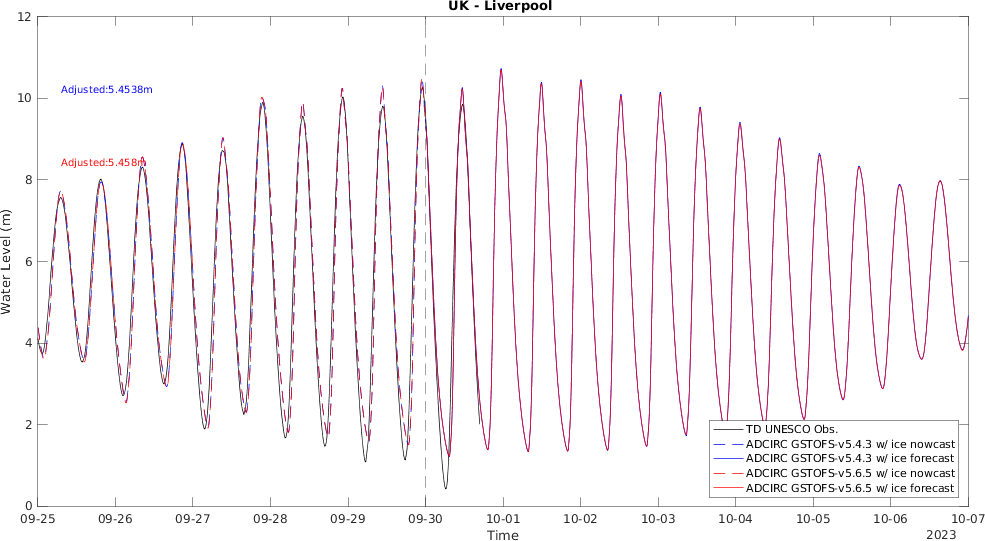 UK - Liverpool
12
10
8
6
4
2
0
Water Level (m)
Adjusted:5.4538m
Adjusted:5.458m
TD UNESCO Obs.
ADCIRC GSTOFS-v5.4.3 w/ ice nowcast
ADCIRC GSTOFS-v5.4.3 w/ ice forecast
ADCIRC GSTOFS-v5.6.5 w/ ice nowcast
ADCIRC GSTOFS-v5.6.5 w/ ice forecast
09-25 09-26 09-27 09-28 09-29 09-30 10-01 10-02 10-03 10-04 10-05 10-06 10-07
Time
2023